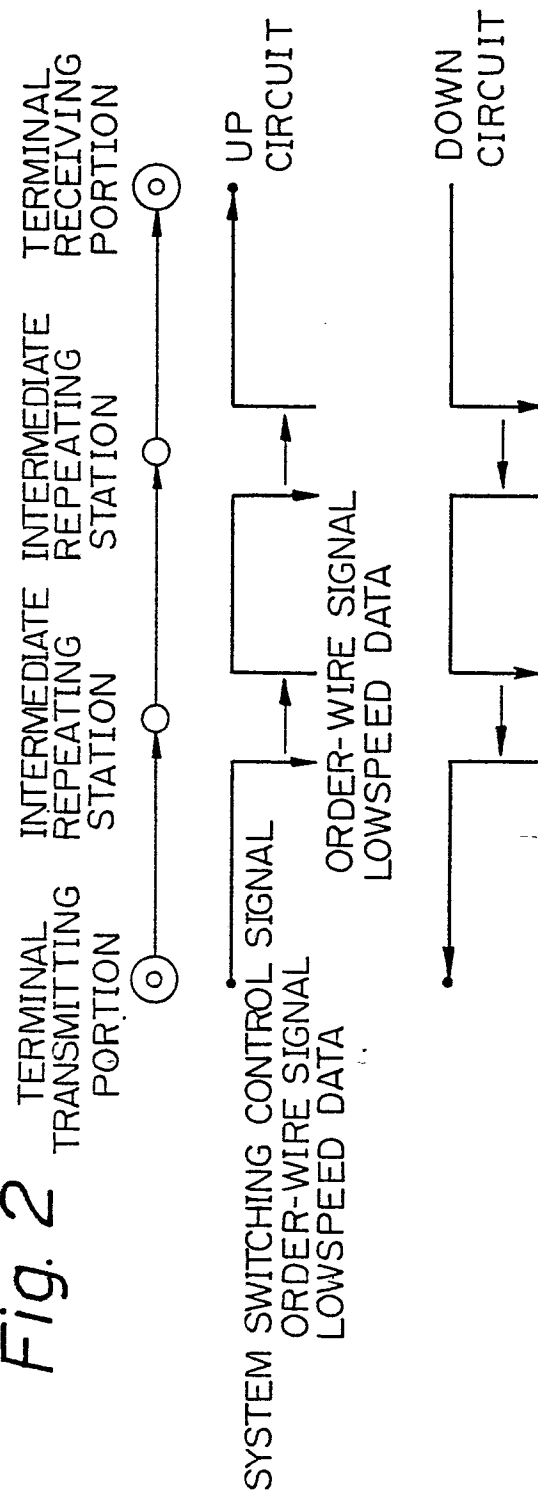 Fig. 2
TERMINAL
TRANSMITTING
PORTION
INTERMEDIATE
REPEATING
STATION
INTERMEDIATE
REPEATING
STATION
TERMINAL
RECEIVING
PORTION
UP
CIRCUIT
SYSTEM SWITCHING CONTROL SIGNAL
ORDER-WIRE SIGNAL
LOWSPEED DATA
ORDER-WIRE SIGNAL
LOWSPEED DATA
DOWN
CIRCUIT